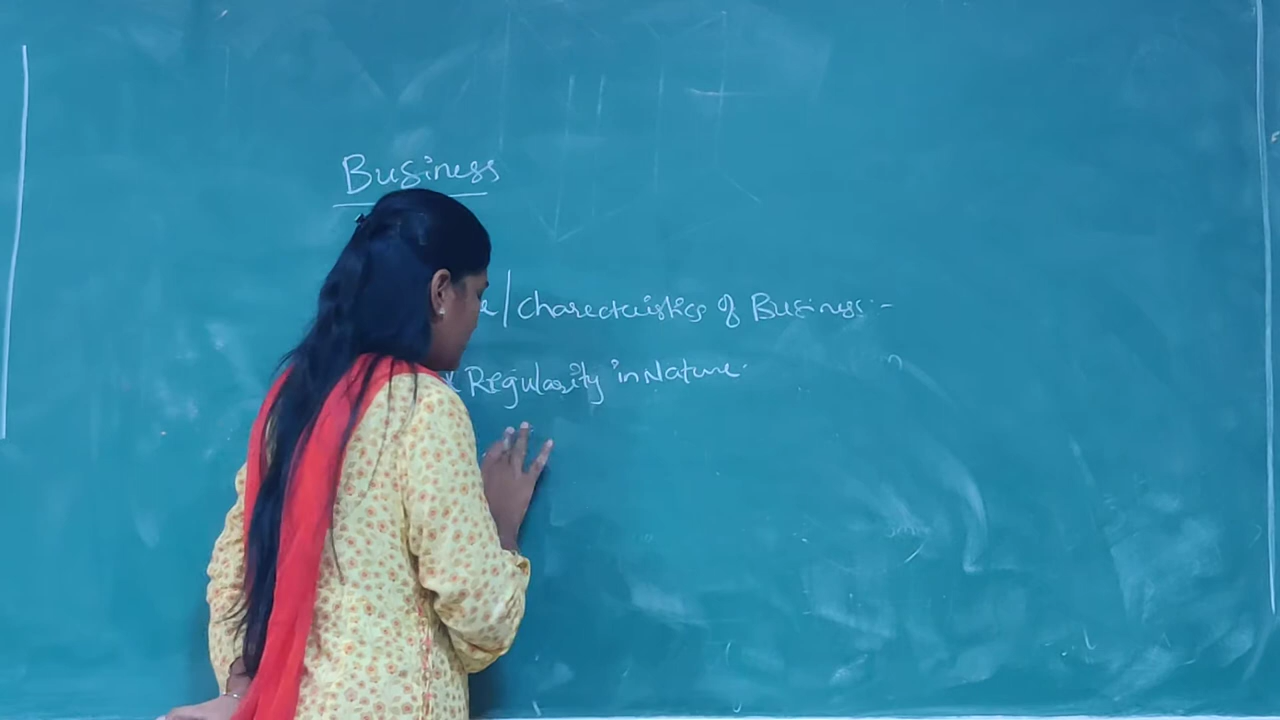 Business
/Charecteristics of Business:-
* Regularity in Nature.